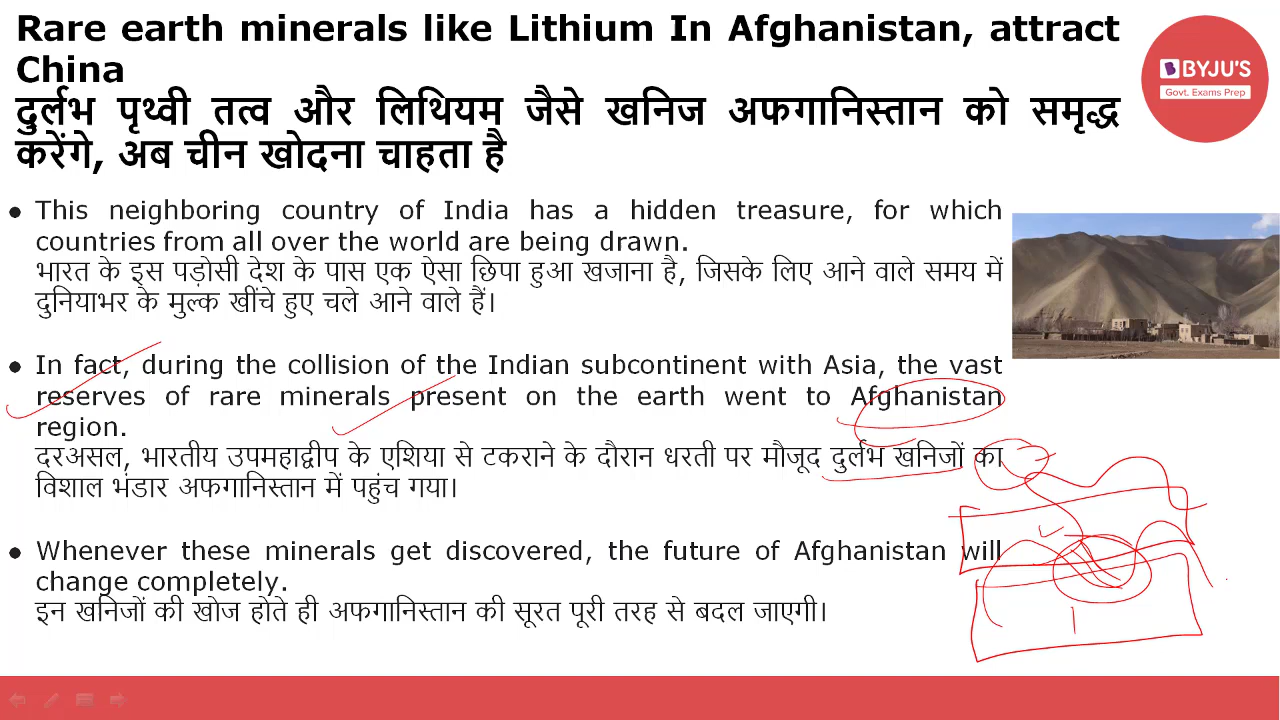 Rare earth minerals like Lithium In Afghanistan, attract
China
दुर्लभ पृथ्वी तत्व और लिथियम जैसे खनिज अफगानिस्तान को समृद्ध
करेंगे, अब चीन खोदना चाहता है
BYJU'S
Govt. Exams Prep
• This neighboring country of India has a hidden treasure, for which
countries from all over the world are being drawn.
भारत के इस पड़ोसी देश के पास एक ऐसा छिपा हुआ खजाना है, जिसके लिए आने वाले समय में
दुनियाभर के मुल्क खींचे हुए चले आने वाले हैं।
• In fact, during the collision of the Indian subcontinent with Asia, the vast
reserves of rare minerals present on the earth went to Afghanistan
region.
दरअसल, भारतीय उपमहाद्वीप के एशिया से टकराने के दौरान धरती पर मौजूद दुर्लभ खनिजों का
विशाल भंडार अफगानिस्तान में पहुंच गया।
• Whenever these minerals get discovered, the future of Afghanistan will
change completely.
इन खनिजों की खोज होते ही अफगानिस्तान की सूरत पूरी तरह से बदल जाएगी।